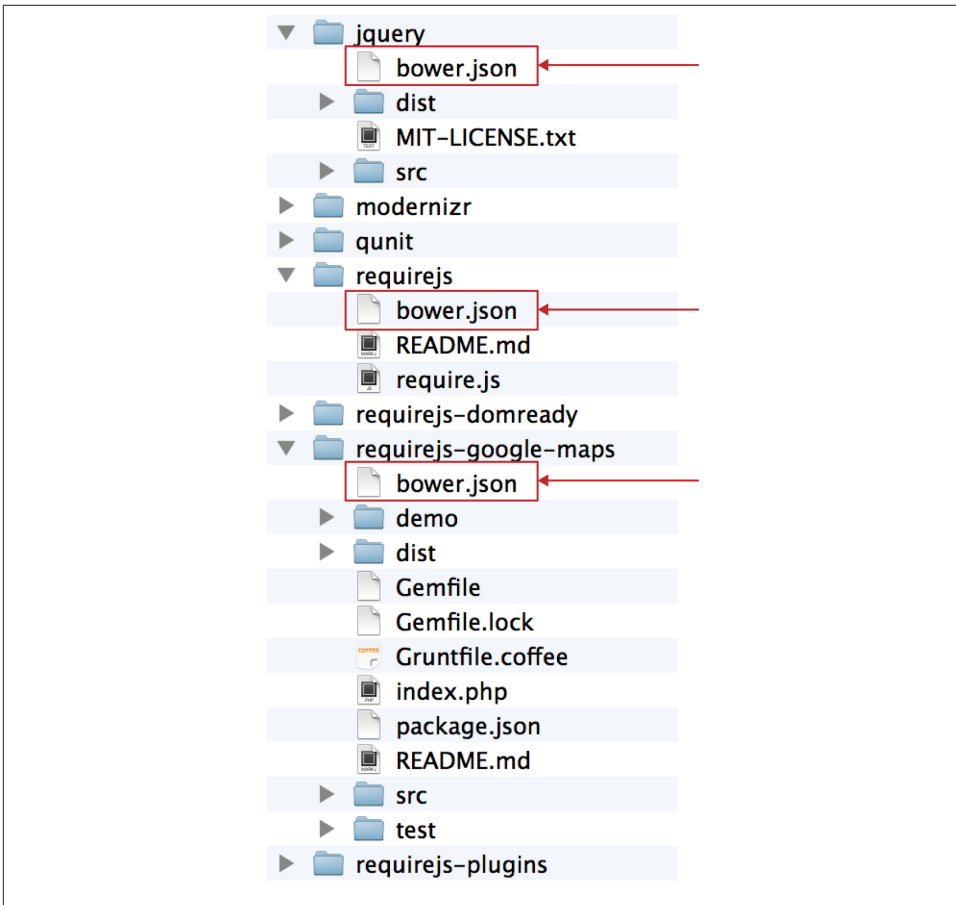 jquery
bower.json
dist
MIT-LICENSE.txt
src
modernizr
qunit
requirejs
bower.json
README.md
require.js
requirejs-domready
requirejs-google-maps
bower.json
demo
dist
Gemfile
Gemfile.lock
COFFEE
Gruntfile.coffee
index.php
package.json
README.md
src
test
requirejs-plugins